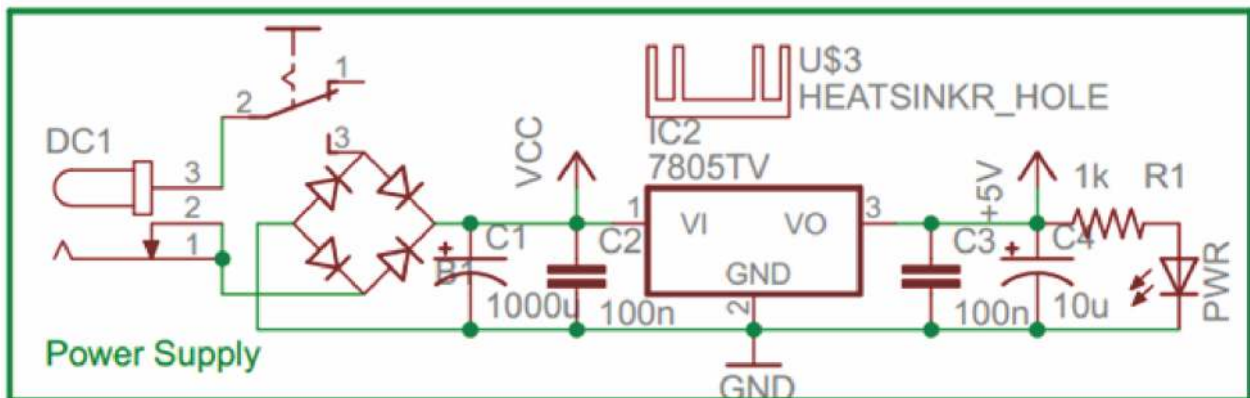 1
U$3
2
HEATSINKR_HOLE
DC1
3
IC2
7805TV
VCC
+5V
1k
R1
3
2
1
1
VI
VO
3
C1
C2
C3
C4
B1
GND
2
1000u
100n
100n
10u
PWR
Power Supply
GND